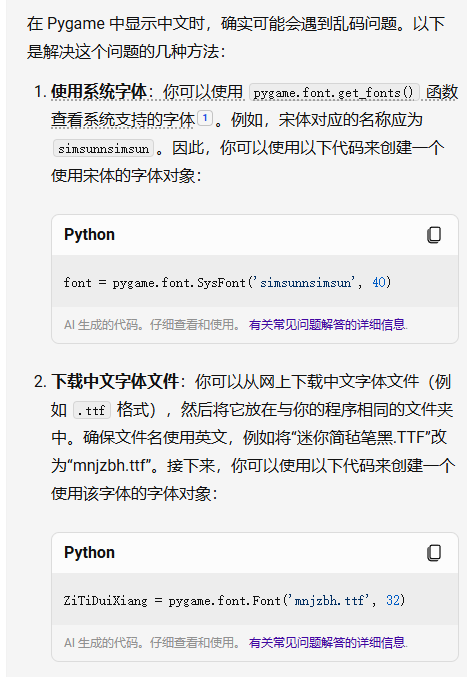 在 Pygame 中显示中文时，确实可能会遇到乱码问题。以下
是解决这个问题的几种方法：
1. 使用系统字体：你可以使用 pygame.font.get_fonts() 函数
查看系统支持的字体 1 。例如，宋体对应的名称应为
simsunnsimsun 。因此，你可以使用以下代码来创建一个
使用宋体的字体对象：
Python
font = pygame.font.SysFont('simsunnsimsun', 40)
AI 生成的代码。仔细查看和使用。 有关常见问题解答的详细信息.
2. 下载中文字体文件：你可以从网上下载中文字体文件（例
如 .ttf 格式），然后将它放在与你的程序相同的文件夹
中。确保文件名使用英文，例如将“迷你简毡笔黑.TTF”改
为“mnjzbh.ttf”。接下来，你可以使用以下代码来创建一个
使用该字体的字体对象：
Python
ZiTiDuiXiang = pygame.font.Font('mnjzbh.ttf', 32)
AI 生成的代码。仔细查看和使用。 有关常见问题解答的详细信息.